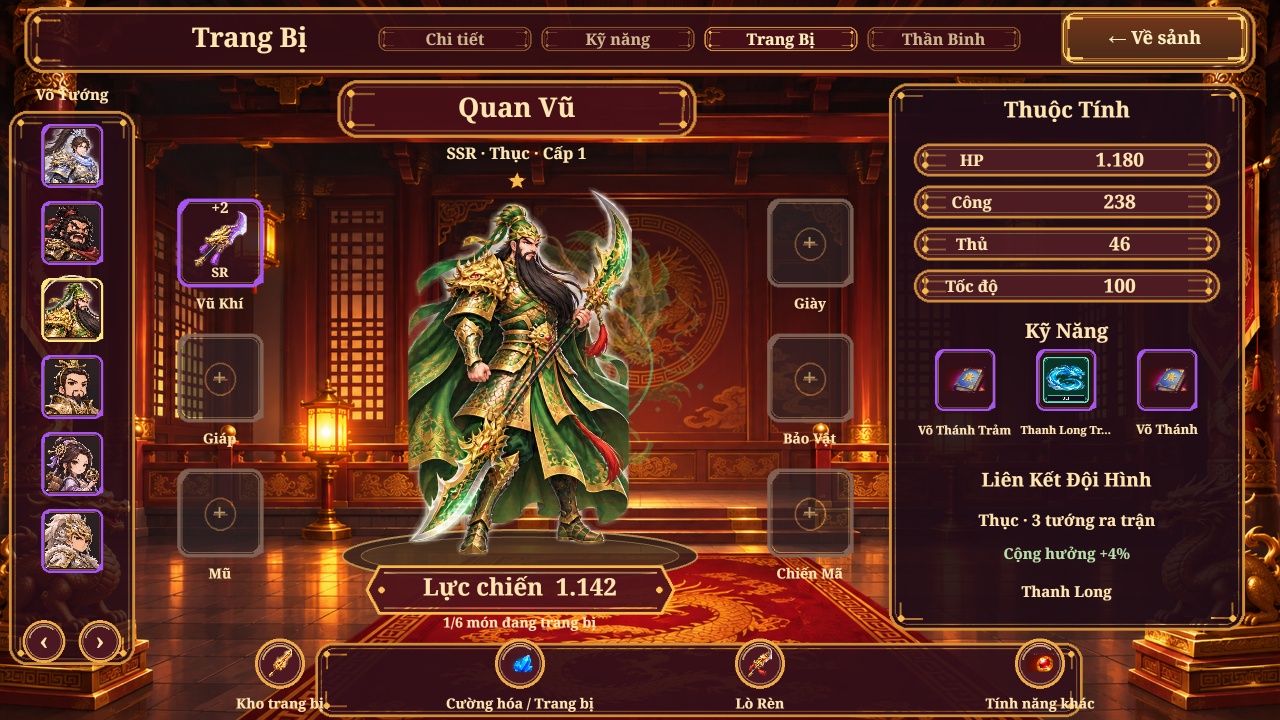 Trang Bị
Chi tiết
Kỹ năng
Trang Bị
Thần Binh
← Về sảnh
Võ Tướng
Quan Vũ
SSR · Thục · Cấp 1
+2
SR
Vũ Khí
Giáp
Mũ
Giày
Bảo Vật
Chiến Mã
Lực chiến 1.142
1/6 món đang trang bị
Thuộc Tính
HP 1.180
Công 238
Thủ 46
Tốc độ 100
Kỹ Năng
Võ Thánh Trảm
Thanh Long Tr...
Võ Thánh
Liên Kết Đội Hình
Thục · 3 tướng ra trận
Cộng hưởng +4%
Thanh Long
‹ ›
Kho trang bị
Cường hóa / Trang bị
Lò Rèn
Tính năng khác